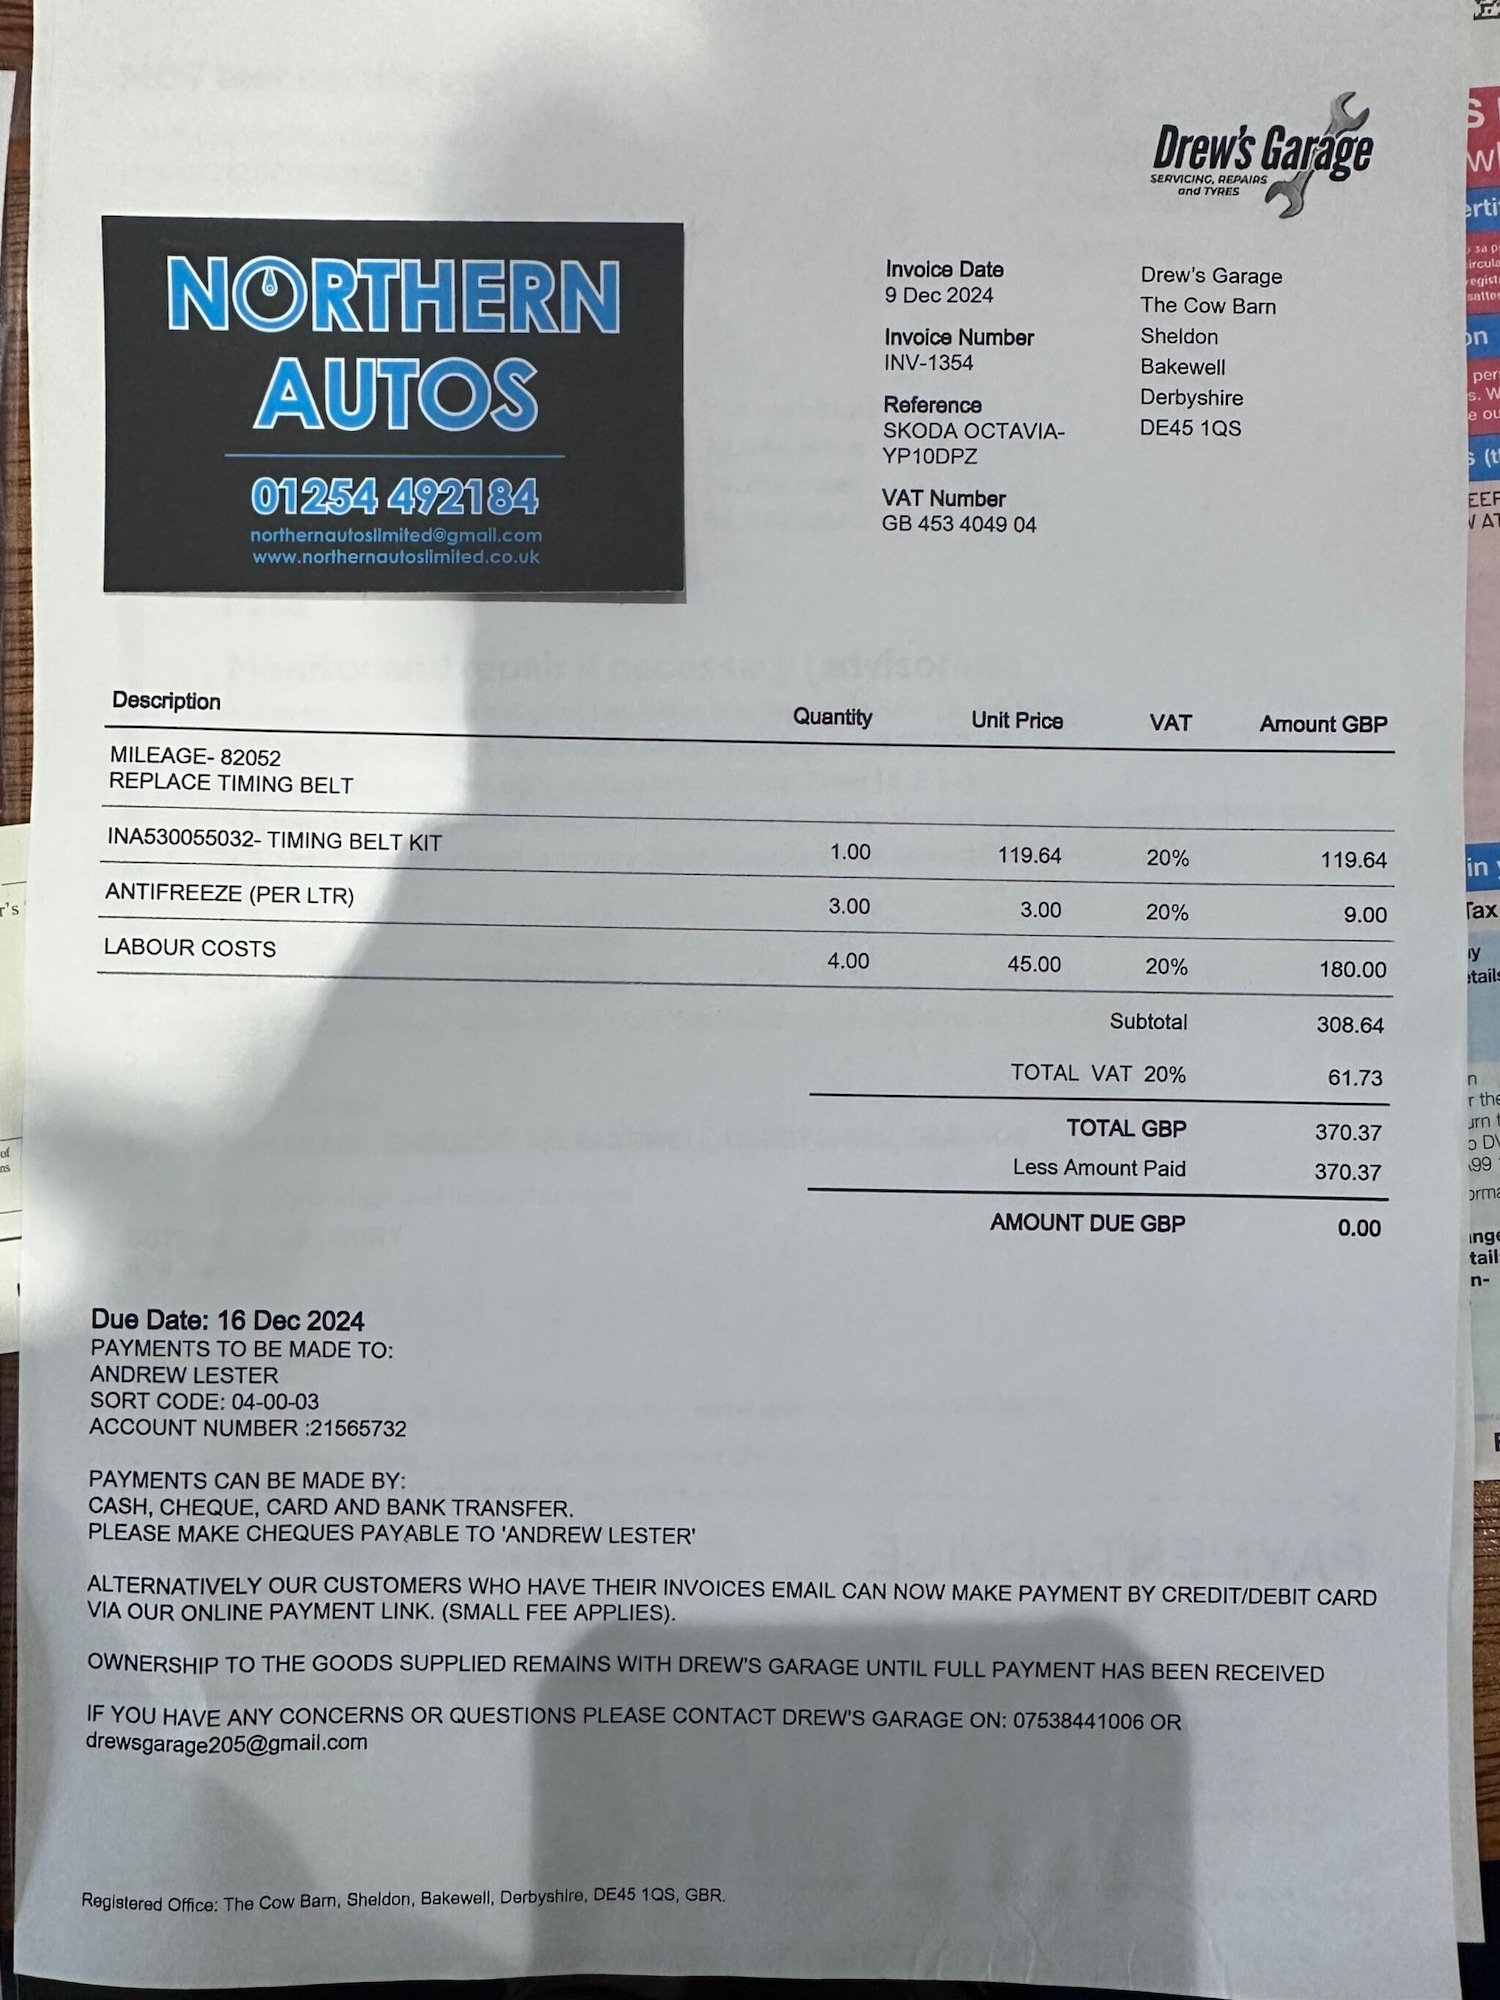 Drew's Garage
SERVICING, REPAIRS
and TYRES
NORTHERN
AUTOS
01254 492184
northernautoslimited@gmail.com
www.northernautoslimited.co.uk
Invoice Date
9 Dec 2024
Invoice Number
INV-1354
Reference
SKODA OCTAVIA-
YP10DPZ
VAT Number
GB 453 4049 04
Drew's Garage
The Cow Barn
Sheldon
Bakewell
Derbyshire
DE45 1QS
Description Quantity Unit Price VAT Amount GBP
MILEAGE- 82052
REPLACE TIMING BELT
INA530055032- TIMING BELT KIT 1.00 119.64 20% 119.64
ANTIFREEZE (PER LTR) 3.00 3.00 20% 9.00
LABOUR COSTS 4.00 45.00 20% 180.00
Subtotal 308.64
TOTAL VAT 20% 61.73
TOTAL GBP 370.37
Less Amount Paid 370.37
AMOUNT DUE GBP 0.00
Due Date: 16 Dec 2024
PAYMENTS TO BE MADE TO:
ANDREW LESTER
SORT CODE: 04-00-03
ACCOUNT NUMBER :21565732
PAYMENTS CAN BE MADE BY:
CASH, CHEQUE, CARD AND BANK TRANSFER.
PLEASE MAKE CHEQUES PAYABLE TO 'ANDREW LESTER'
ALTERNATIVELY OUR CUSTOMERS WHO HAVE THEIR INVOICES EMAIL CAN NOW MAKE PAYMENT BY CREDIT/DEBIT CARD
VIA OUR ONLINE PAYMENT LINK. (SMALL FEE APPLIES).
OWNERSHIP TO THE GOODS SUPPLIED REMAINS WITH DREW'S GARAGE UNTIL FULL PAYMENT HAS BEEN RECEIVED
IF YOU HAVE ANY CONCERNS OR QUESTIONS PLEASE CONTACT DREW'S GARAGE ON: 07538441006 OR
drewsgarage205@gmail.com
Registered Office: The Cow Barn, Sheldon, Bakewell, Derbyshire, DE45 1QS, GBR.